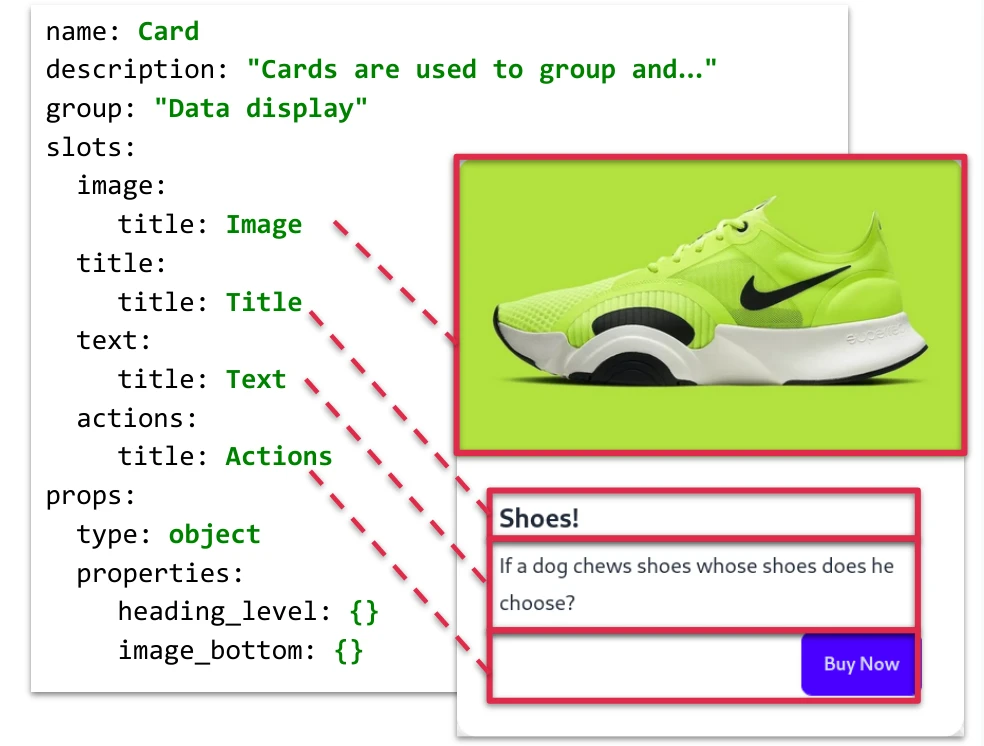 name: Card
description: "Cards are used to group and…"
group: "Data display"
slots:
image:
title: Image
title:
title: Title
text:
title: Text
actions:
title: Actions
props:
type: object
properties:
heading_level: {}
image_bottom: {}
Shoes!
If a dog chews shoes whose shoes does he
choose?
Buy Now